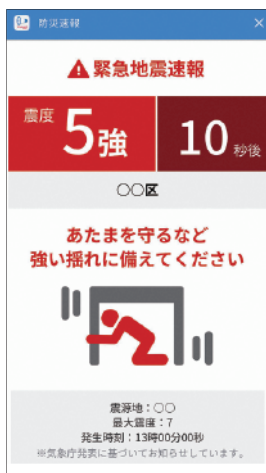 防災速報
緊急地震速報
震度 5強 10 秒後
〇〇区
あたまを守るなど
強い揺れに備えてください
震源地：〇〇
最大震度：7
発生時刻：13時00分00秒
※気象庁発表に基づいてお知らせしています。